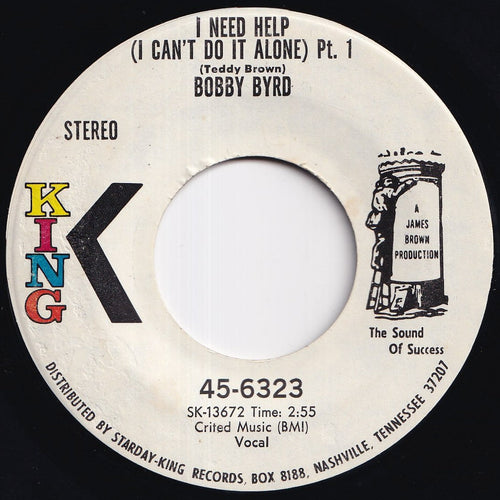 I NEED HELP
(I CAN'T DO IT ALONE) Pt. 1
(Teddy Brown)
BOBBY BYRD
STEREO
KING
K
A
JAMES
BROWN
PRODUCTION
The Sound
Of Success
45-6323
SK-13672 Time: 2:55
Crited Music (BMI)
Vocal
DISTRIBUTED BY STARDAY-KING RECORDS, BOX 8188, NASHVILLE, TENNESSEE 37207